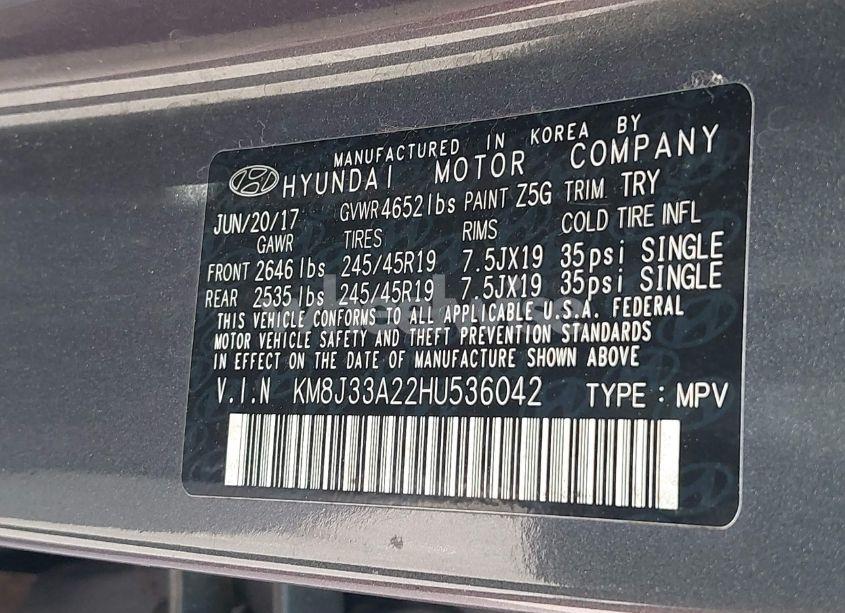 MANUFACTURED IN KOREA BY
HYUNDAI MOTOR COMPANY
JUN/20/17 GVWR 4652lbs PAINT Z5G TRIM TRY
GAWR TIRES RIMS COLD TIRE INFL
FRONT 2646lbs 245/45R19 7.5JX19 35psi SINGLE
REAR 2535lbs 245/45R19 7.5JX19 35psi SINGLE
THIS VEHICLE CONFORMS TO ALL APPLICABLE U.S.A. FEDERAL
MOTOR VEHICLE SAFETY AND THEFT PREVENTION STANDARDS
IN EFFECT ON THE DATE OF MANUFACTURE SHOWN ABOVE
V.I.N KM8J33A22HU536042 TYPE : MPV